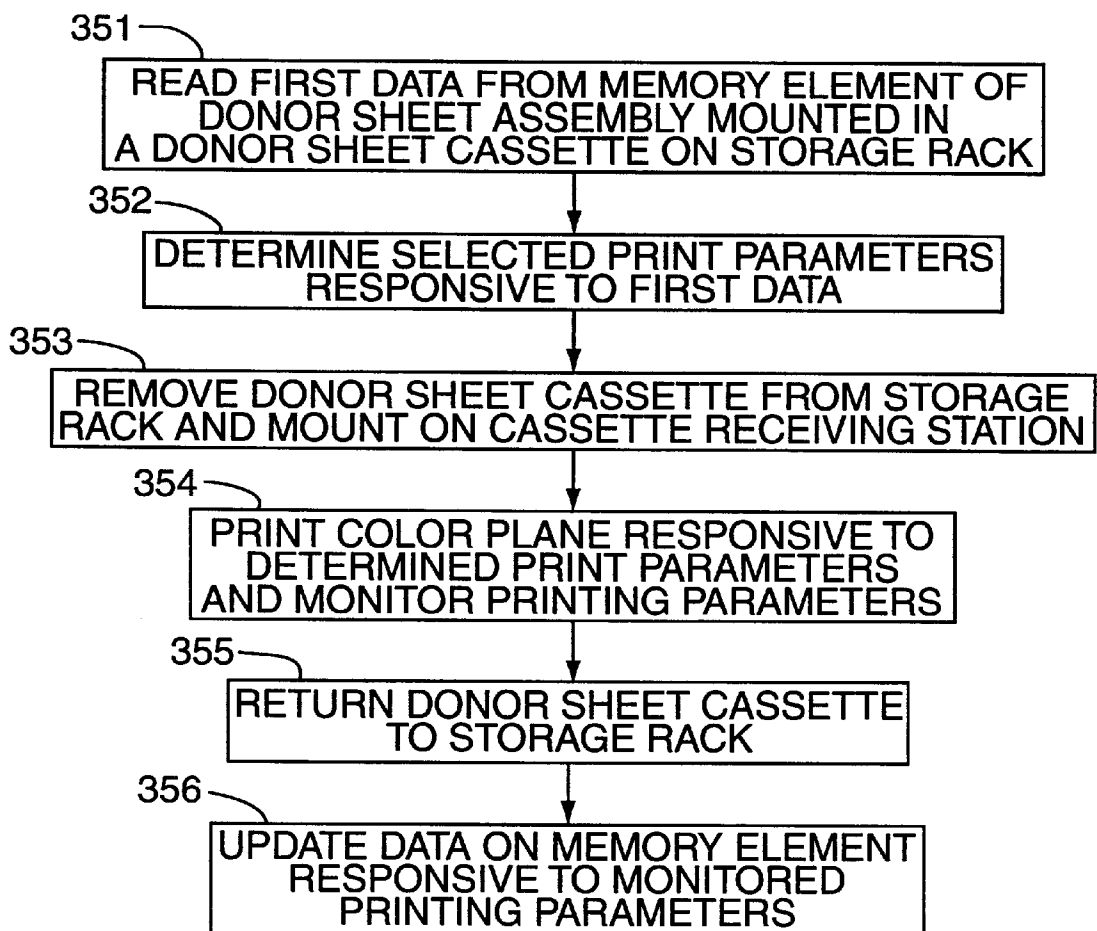 351
READ FIRST DATA FROM MEMORY ELEMENT OF
DONOR SHEET ASSEMBLY MOUNTED IN
A DONOR SHEET CASSETTE ON STORAGE RACK
352
DETERMINE SELECTED PRINT PARAMETERS
RESPONSIVE TO FIRST DATA
353
REMOVE DONOR SHEET CASSETTE FROM STORAGE
RACK AND MOUNT ON CASSETTE RECEIVING STATION
354
PRINT COLOR PLANE RESPONSIVE TO
DETERMINED PRINT PARAMETERS
AND MONITOR PRINTING PARAMETERS
355
RETURN DONOR SHEET CASSETTE
TO STORAGE RACK
356
UPDATE DATA ON MEMORY ELEMENT
RESPONSIVE TO MONITORED
PRINTING PARAMETERS